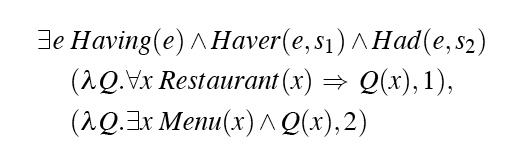 ∃e Having(e) ∧ Haver(e, s₁) ∧ Had(e, s₂)
(λQ.∀x Restaurant(x) ⇒ Q(x), 1),
(λQ.∃x Menu(x) ∧ Q(x), 2)